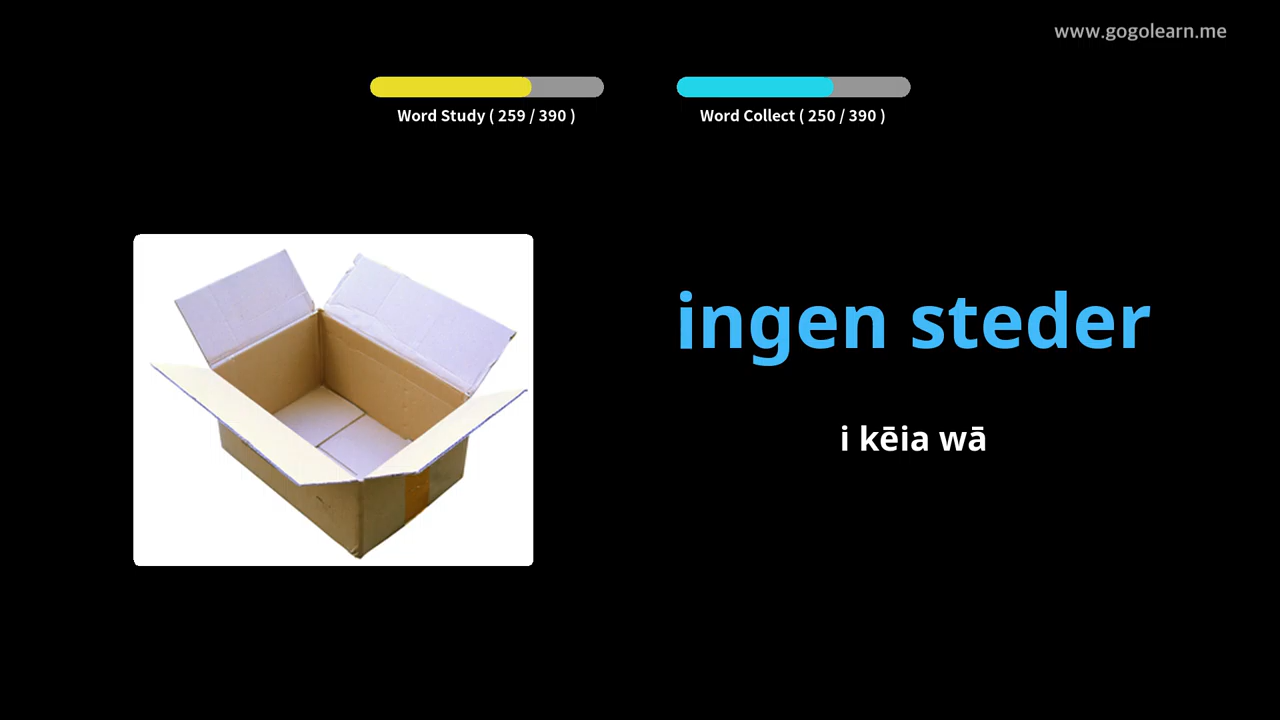 www.gogolearn.me
Word Study ( 259 / 390 )
Word Collect ( 250 / 390 )
ingen steder
i kēia wā